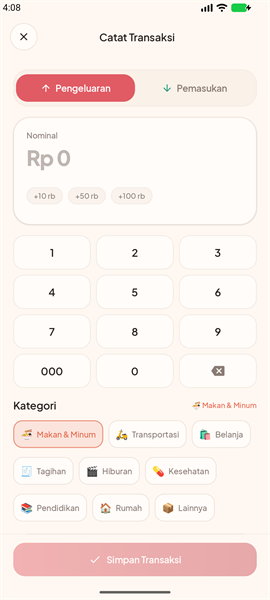 4:08
Catat Transaksi
Pengeluaran Pemasukan
Nominal
Rp 0
+10 rb +50 rb +100 rb
1 2 3
4 5 6
7 8 9
000 0
Kategori Makan & Minum
Makan & Minum Transportasi Belanja
Tagihan Hiburan Kesehatan
Pendidikan Rumah Lainnya
Simpan Transaksi